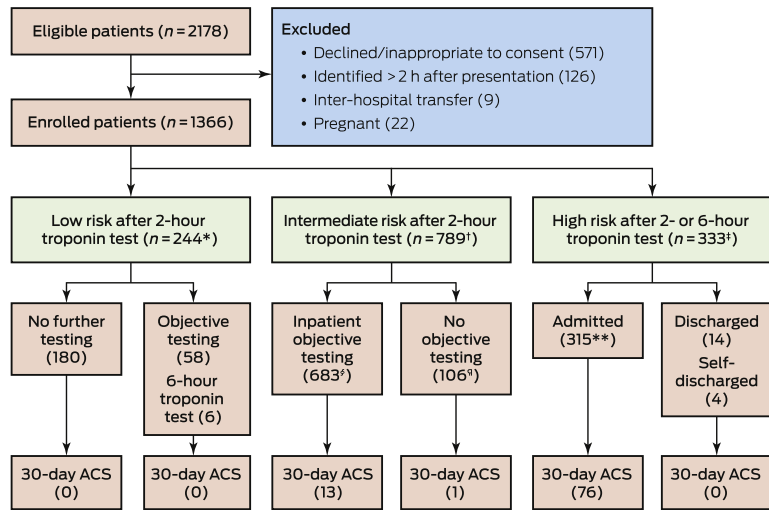 Eligible patients (n = 2178)
Excluded
• Declined/inappropriate to consent (571)
• Identified > 2 h after presentation (126)
• Inter-hospital transfer (9)
• Pregnant (22)
Enrolled patients (n = 1366)
Low risk after 2-hour
troponin test (n = 244*)
Intermediate risk after 2-hour
troponin test (n = 789†)
High risk after 2- or 6-hour
troponin test (n = 333‡)
No further
testing
(180)
Objective
testing
(58)
6-hour
troponin
test (6)
Inpatient
objective
testing
(683§)
No
objective
testing
(106¶)
Admitted
(315**)
Discharged
(14)
Self-
discharged
(4)
30-day ACS
(0)
30-day ACS
(0)
30-day ACS
(13)
30-day ACS
(1)
30-day ACS
(76)
30-day ACS
(0)